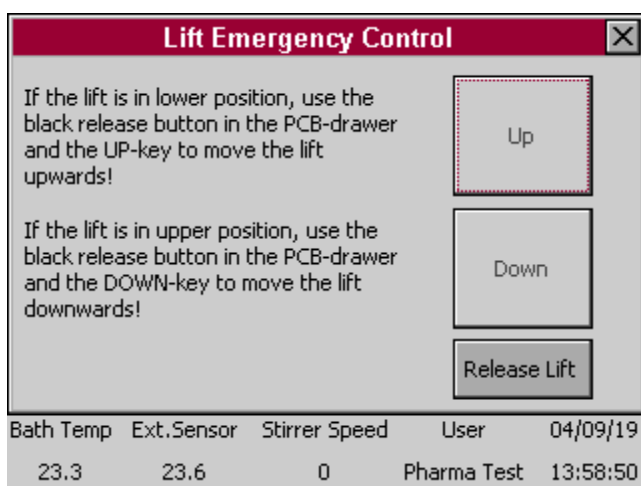 Lift Emergency Control
If the lift is in lower position, use the
black release button in the PCB-drawer
and the UP-key to move the lift
upwards!
Up
If the lift is in upper position, use the
black release button in the PCB-drawer
and the DOWN-key to move the lift
downwards!
Down
Release Lift
Bath Temp Ext.Sensor Stirrer Speed User 04/09/19
23.3 23.6 0 Pharma Test 13:58:50